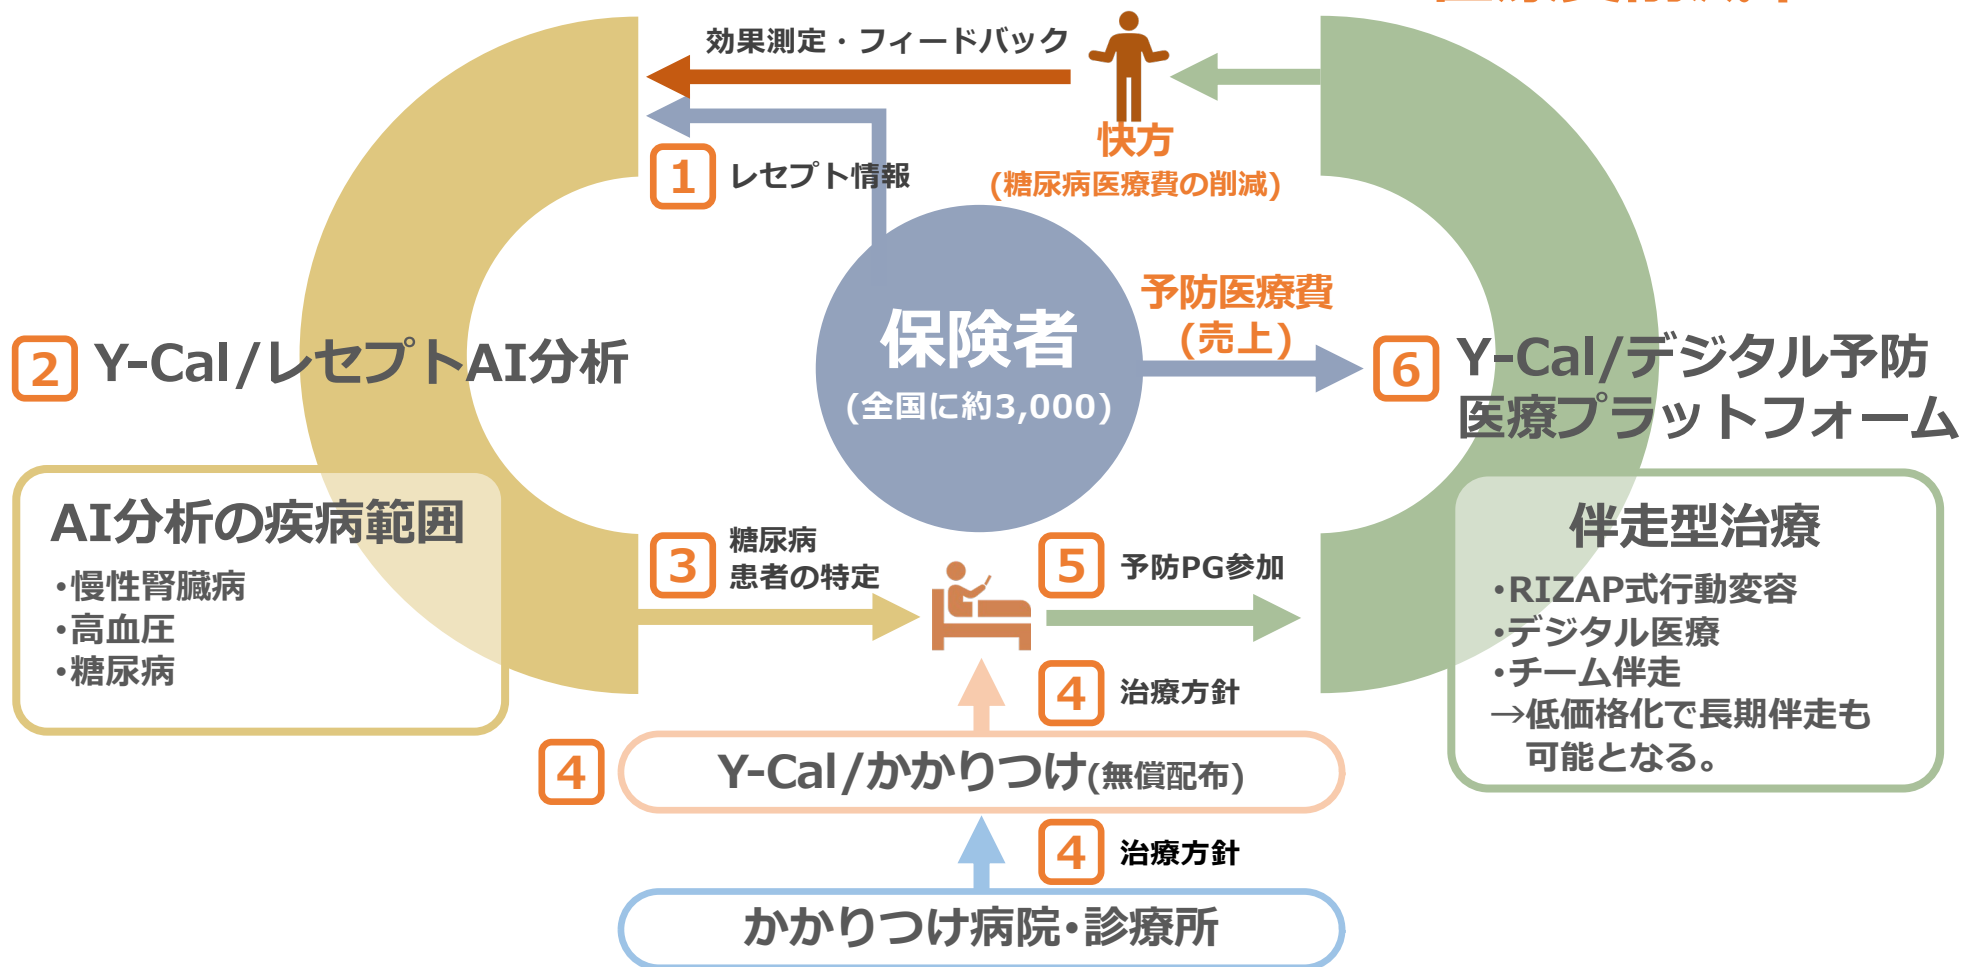 効果測定・フィードバック
1 レセプト情報
快方
(糖尿病医療費の削減)
保険者
(全国に約3,000)
予防医療費
(売上)
2 Y-Cal/レセプトAI分析
6 Y-Cal/デジタル予防
医療プラットフォーム
AI分析の疾病範囲
・慢性腎臓病
・高血圧
・糖尿病
3 糖尿病
患者の特定
5 予防PG参加
伴走型治療
・RIZAP式行動変容
・デジタル医療
・チーム伴走
→低価格化で長期伴走も
可能となる。
4 治療方針
4 Y-Cal/かかりつけ(無償配布)
4 治療方針
かかりつけ病院・診療所